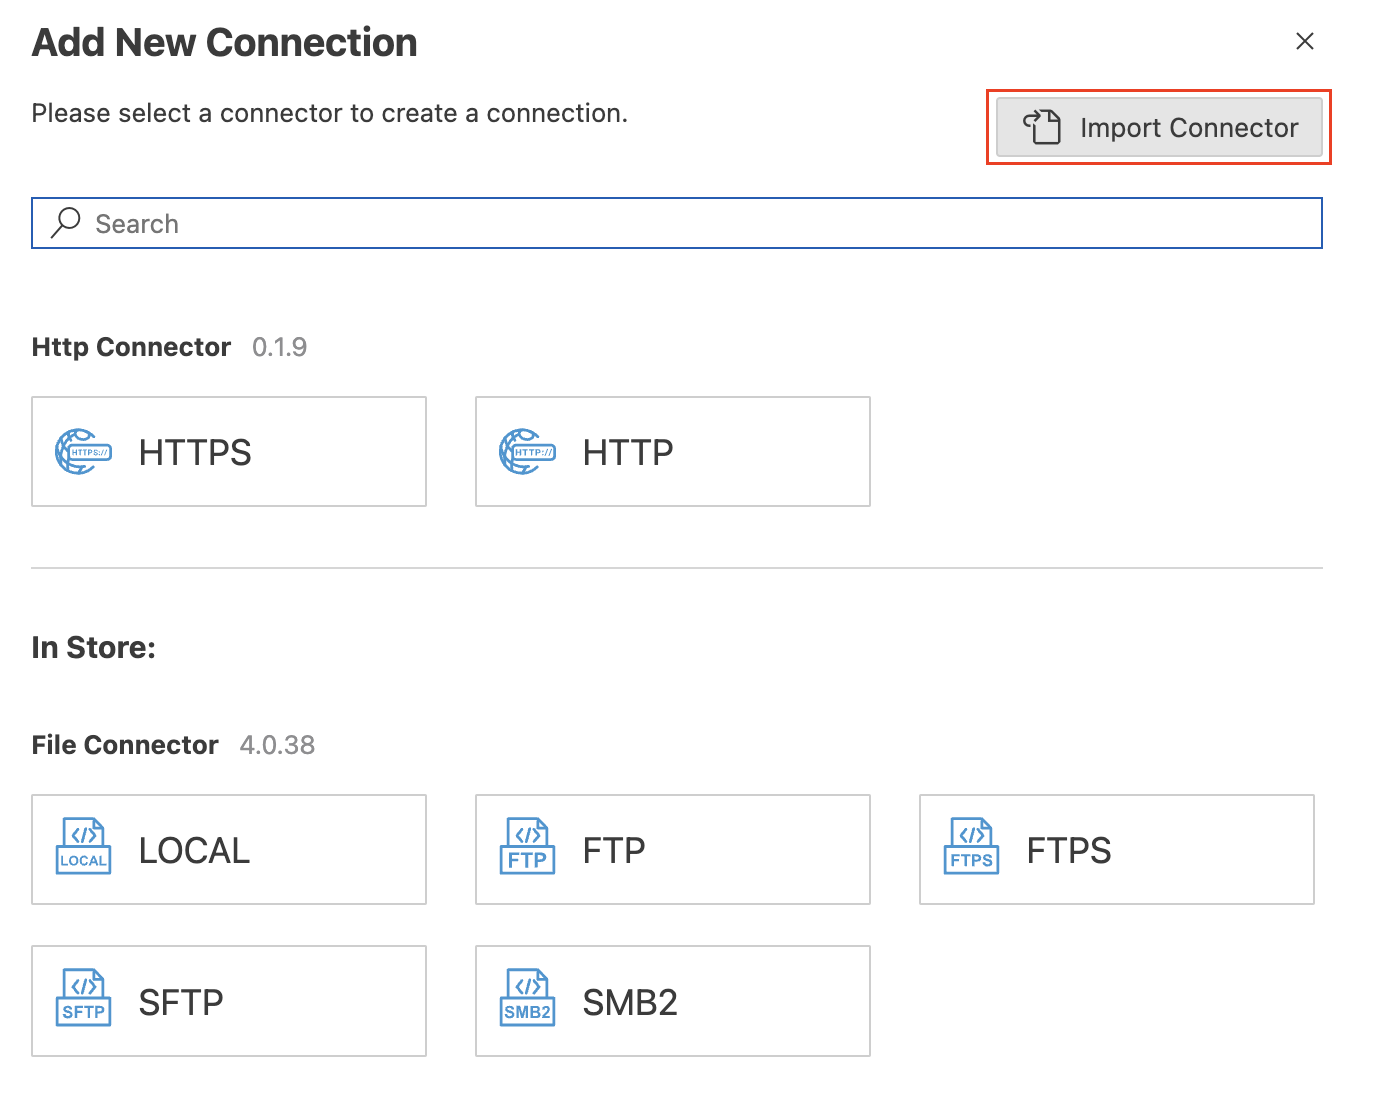 Add New Connection
Please select a connector to create a connection.
Import Connector
Search
Http Connector 0.1.9
HTTPS:// HTTPS
HTTP:// HTTP
In Store:
File Connector 4.0.38
</> LOCAL LOCAL
</> FTP FTP
</> FTPS FTPS
</> SFTP SFTP
</> SMB2 SMB2